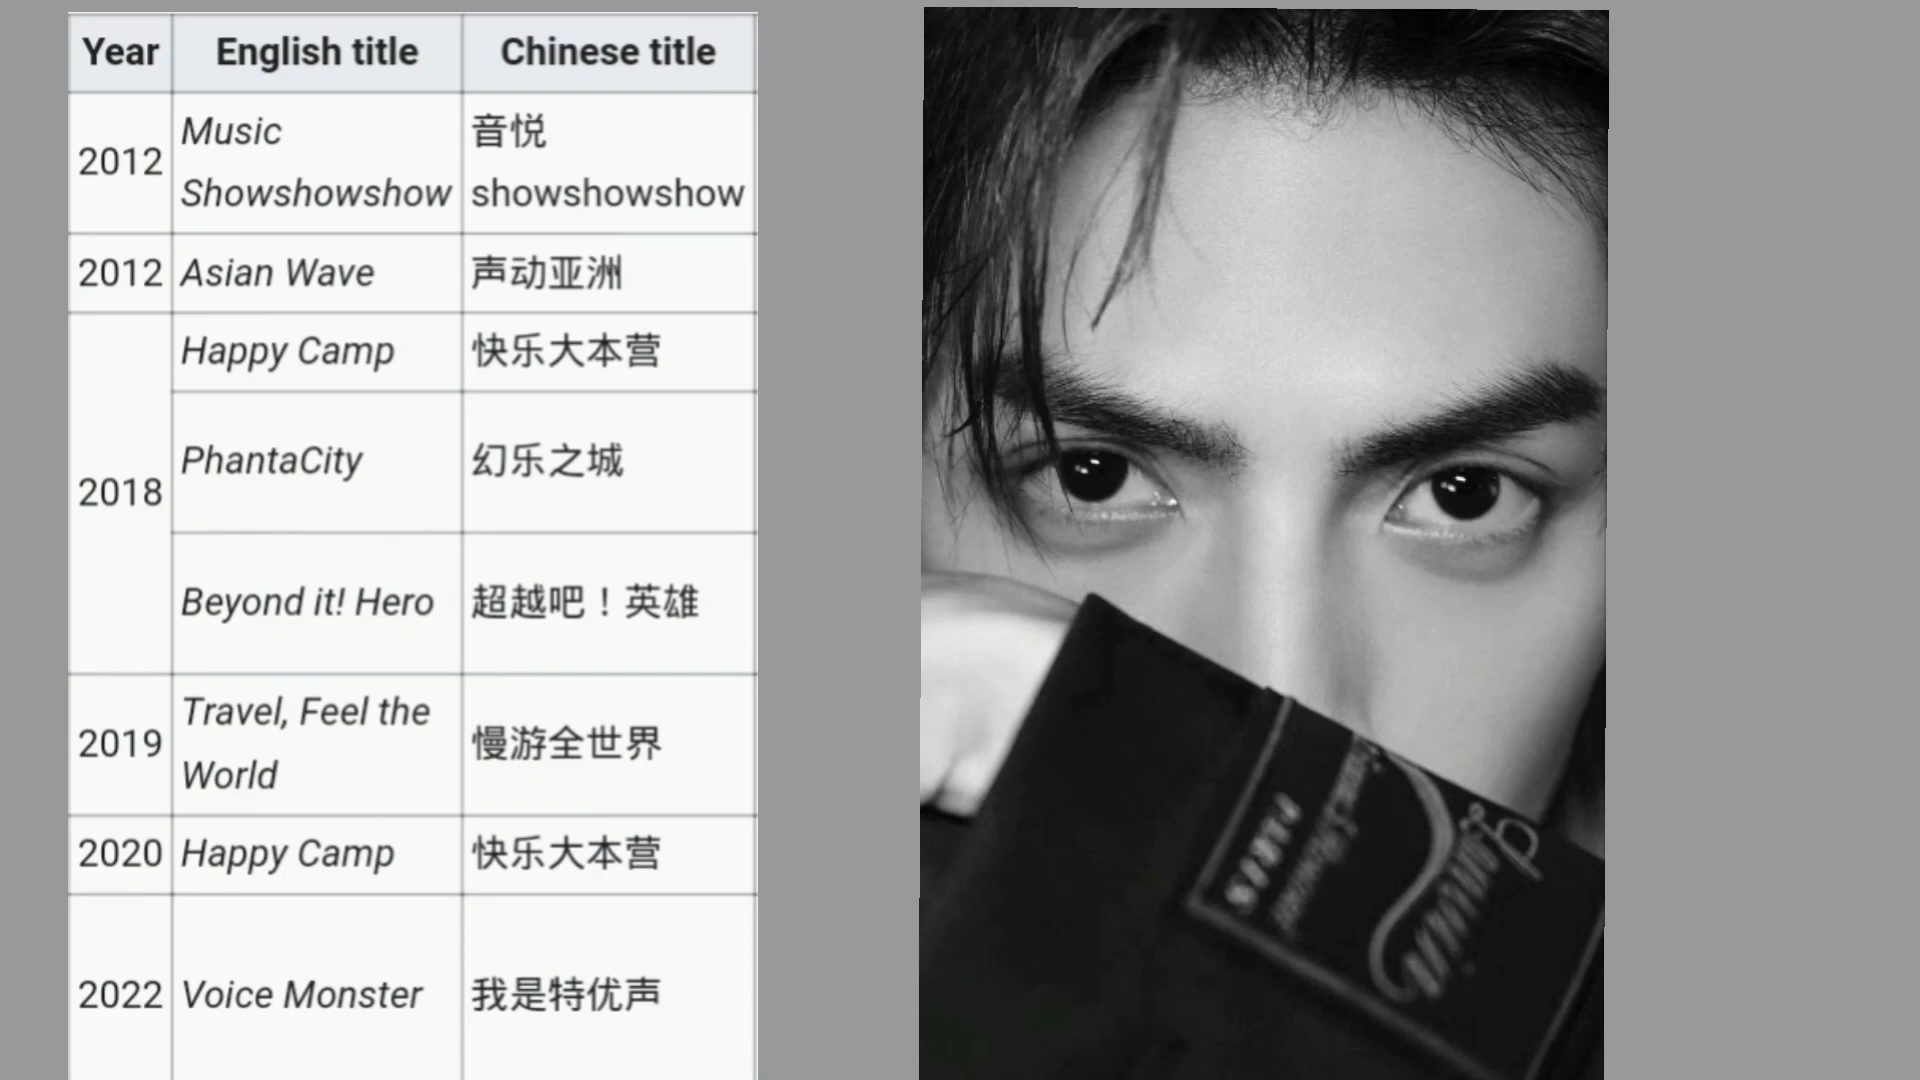 Year English title Chinese title
2012 Music Showshowshow 音悦 showshowshow
2012 Asian Wave 声动亚洲
2018 Happy Camp 快乐大本营
PhantaCity 幻乐之城
Beyond it! Hero 超越吧！英雄
2019 Travel, Feel the World 慢游全世界
2020 Happy Camp 快乐大本营
2022 Voice Monster 我是特优声
PARIS